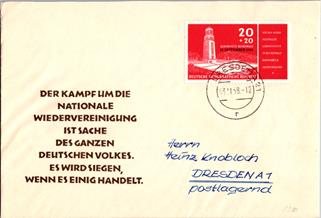 DER KAMPF UM DIE
NATIONALE
WIEDERVEREINIGUNG
IST SACHE
DES GANZEN
DEUTSCHEN VOLKES.
ES WIRD SIEGEN,
WENN ES EINIG HANDELT.
20
+20
DEUTSCHE DEMOKRATISCHE REPUBLIK
Herrn
Heinz Knobloch
DRESDEN A 1
postlagernd